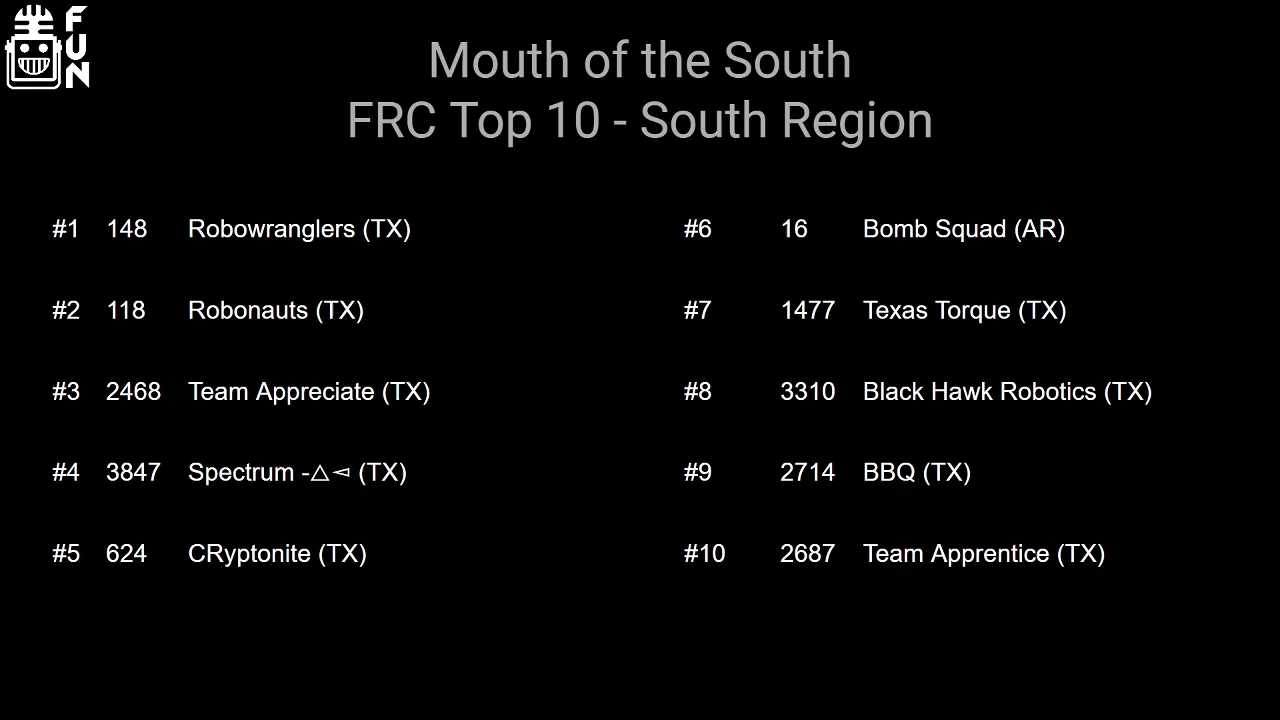 FUN
Mouth of the South
FRC Top 10 - South Region
#1 148 Robowranglers (TX)
#2 118 Robonauts (TX)
#3 2468 Team Appreciate (TX)
#4 3847 Spectrum -△⊲ (TX)
#5 624 CRyptonite (TX)
#6 16 Bomb Squad (AR)
#7 1477 Texas Torque (TX)
#8 3310 Black Hawk Robotics (TX)
#9 2714 BBQ (TX)
#10 2687 Team Apprentice (TX)